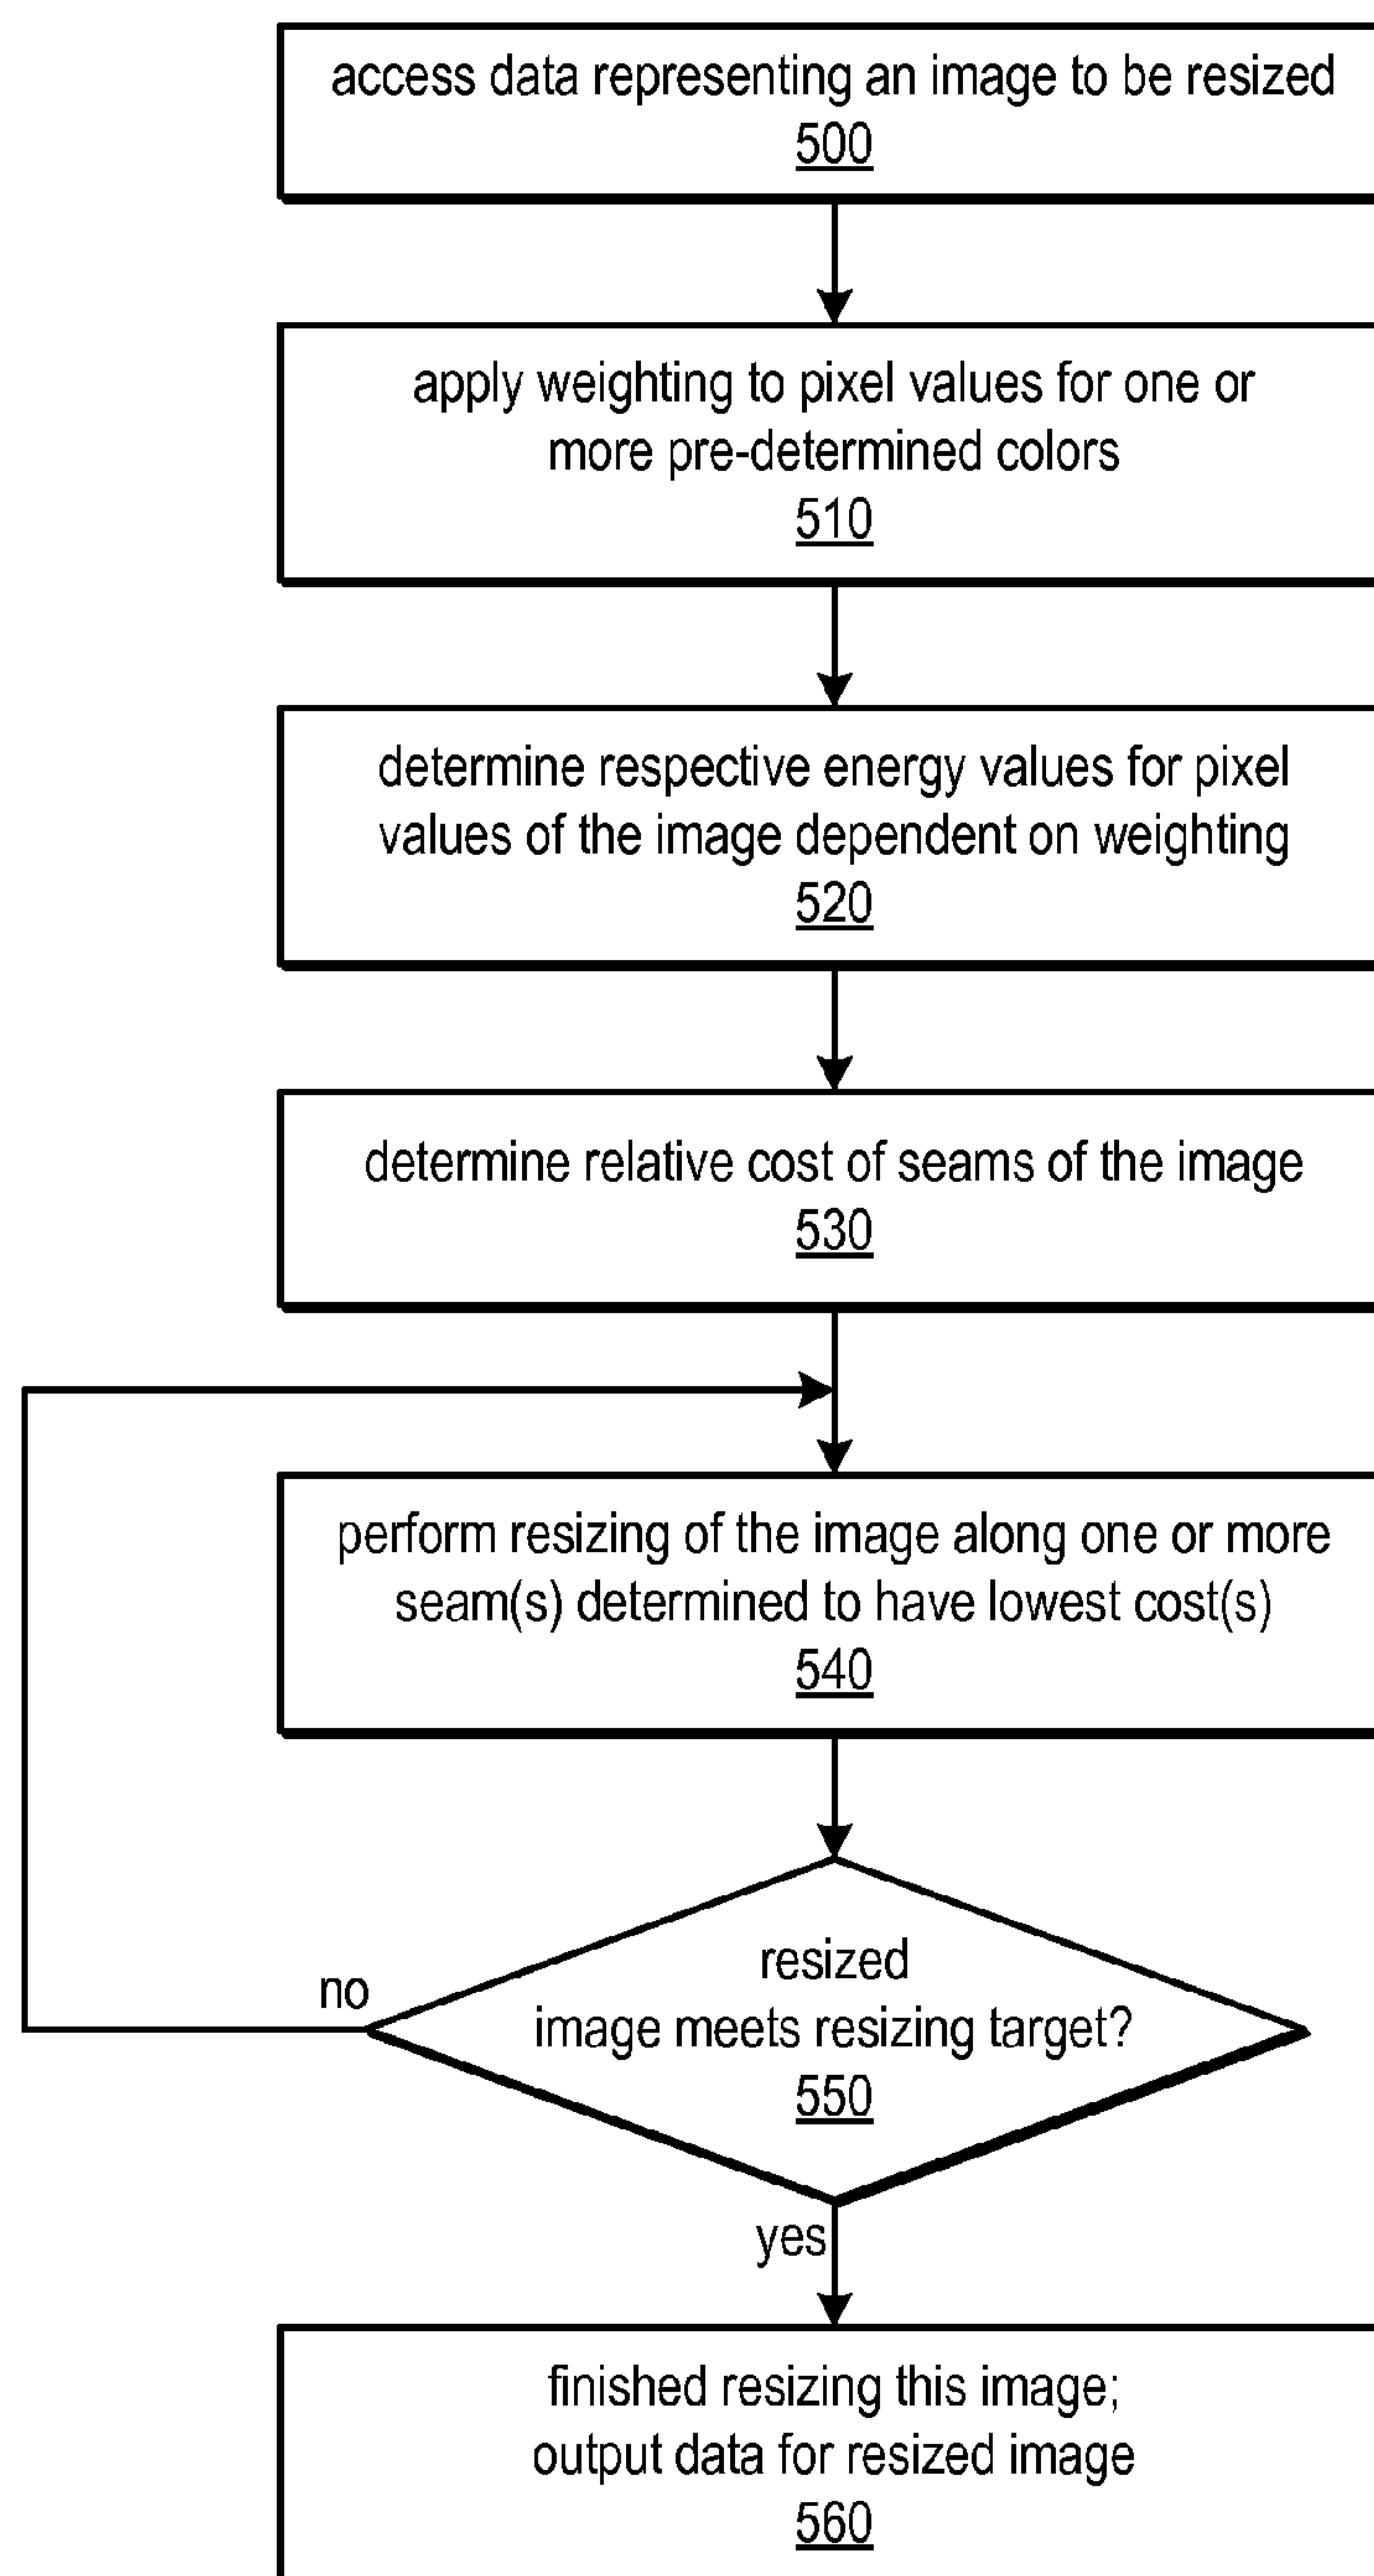 access data representing an image to be resized
500
apply weighting to pixel values for one or
more pre-determined colors
510
determine respective energy values for pixel
values of the image dependent on weighting
520
determine relative cost of seams of the image
530
perform resizing of the image along one or more
seam(s) determined to have lowest cost(s)
540
resized
image meets resizing target?
550
no
yes
finished resizing this image;
output data for resized image
560